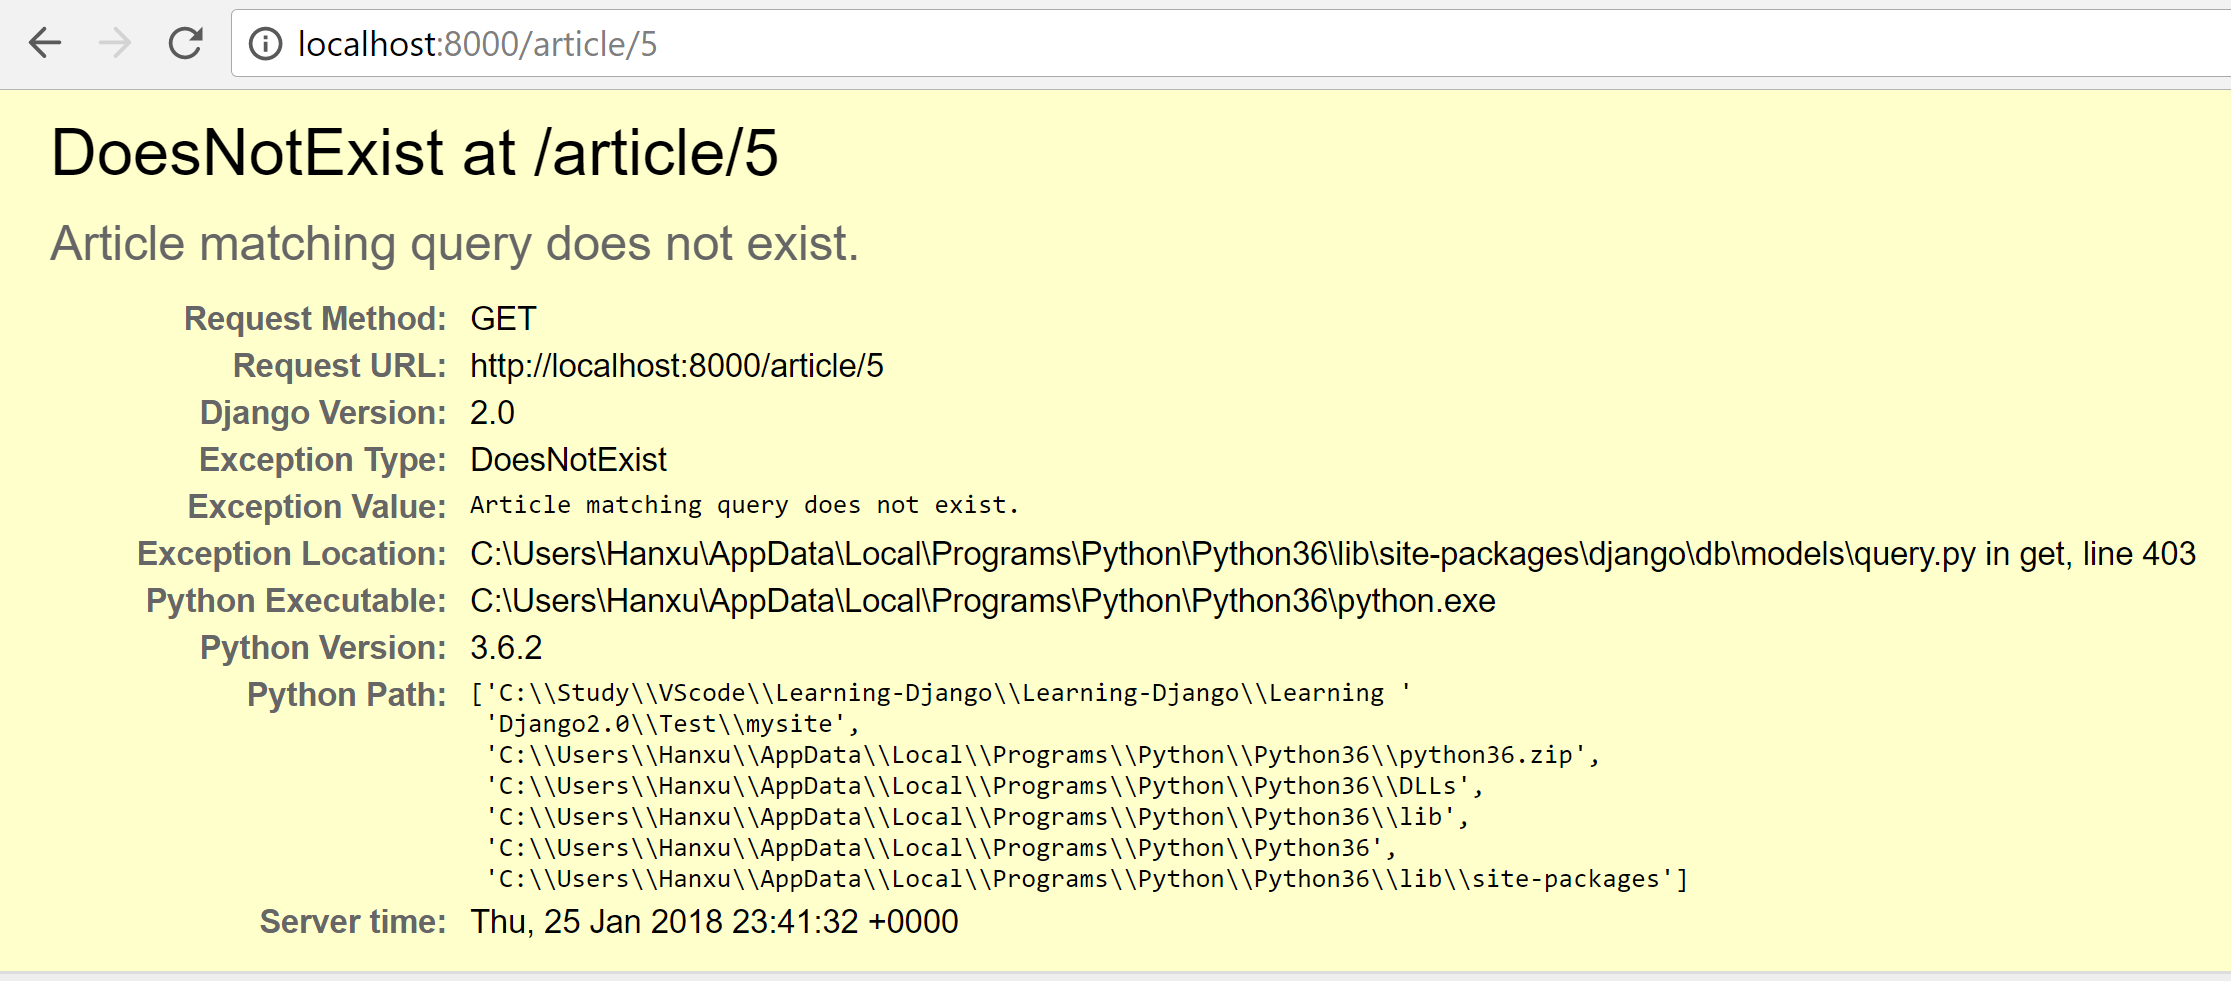 localhost:8000/article/5
DoesNotExist at /article/5
Article matching query does not exist.
Request Method: GET
Request URL: http://localhost:8000/article/5
Django Version: 2.0
Exception Type: DoesNotExist
Exception Value: Article matching query does not exist.
Exception Location: C:\Users\Hanxu\AppData\Local\Programs\Python\Python36\lib\site-packages\django\db\models\query.py in get, line 403
Python Executable: C:\Users\Hanxu\AppData\Local\Programs\Python\Python36\python.exe
Python Version: 3.6.2
Python Path: ['C:\\Study\\VScode\\Learning-Django\\Learning-Django\\Learning '
'Django2.0\\Test\\mysite',
'C:\\Users\\Hanxu\\AppData\\Local\\Programs\\Python\\Python36\\python36.zip',
'C:\\Users\\Hanxu\\AppData\\Local\\Programs\\Python\\Python36\\DLLs',
'C:\\Users\\Hanxu\\AppData\\Local\\Programs\\Python\\Python36\\lib',
'C:\\Users\\Hanxu\\AppData\\Local\\Programs\\Python\\Python36',
'C:\\Users\\Hanxu\\AppData\\Local\\Programs\\Python\\Python36\\lib\\site-packages']
Server time: Thu, 25 Jan 2018 23:41:32 +0000